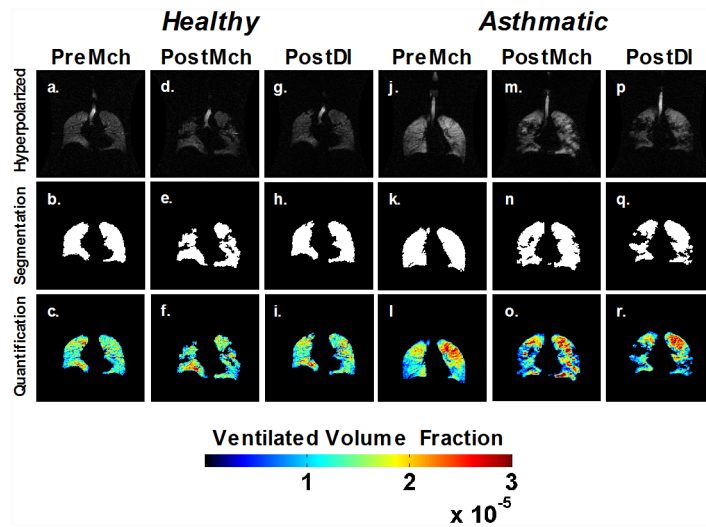 Healthy Asthmatic
PreMch PostMch PostDI PreMch PostMch PostDI
Hyperpolarized
a. d. g. j. m. p
Segmentation
b. e. h. k. n q.
Quantification
c. f. i. l o. r.
Ventilated Volume Fraction
1 2 3
x 10-5